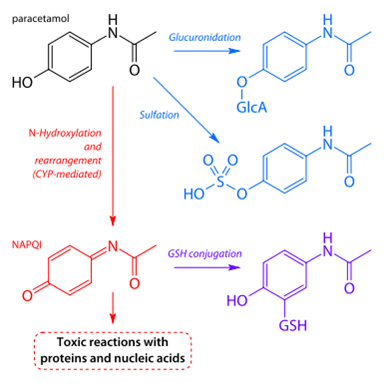 paracetamol
H
N
O
HO
Glucuronidation
H
N
O
O
GlcA
Sulfation
H
N
O
O
O
S
HO
O
N-Hydroxylation
and
rearrangement
(CYP-mediated)
NAPQI
N
O
O
GSH conjugation
H
N
O
HO
GSH
Toxic reactions with
proteins and nucleic acids